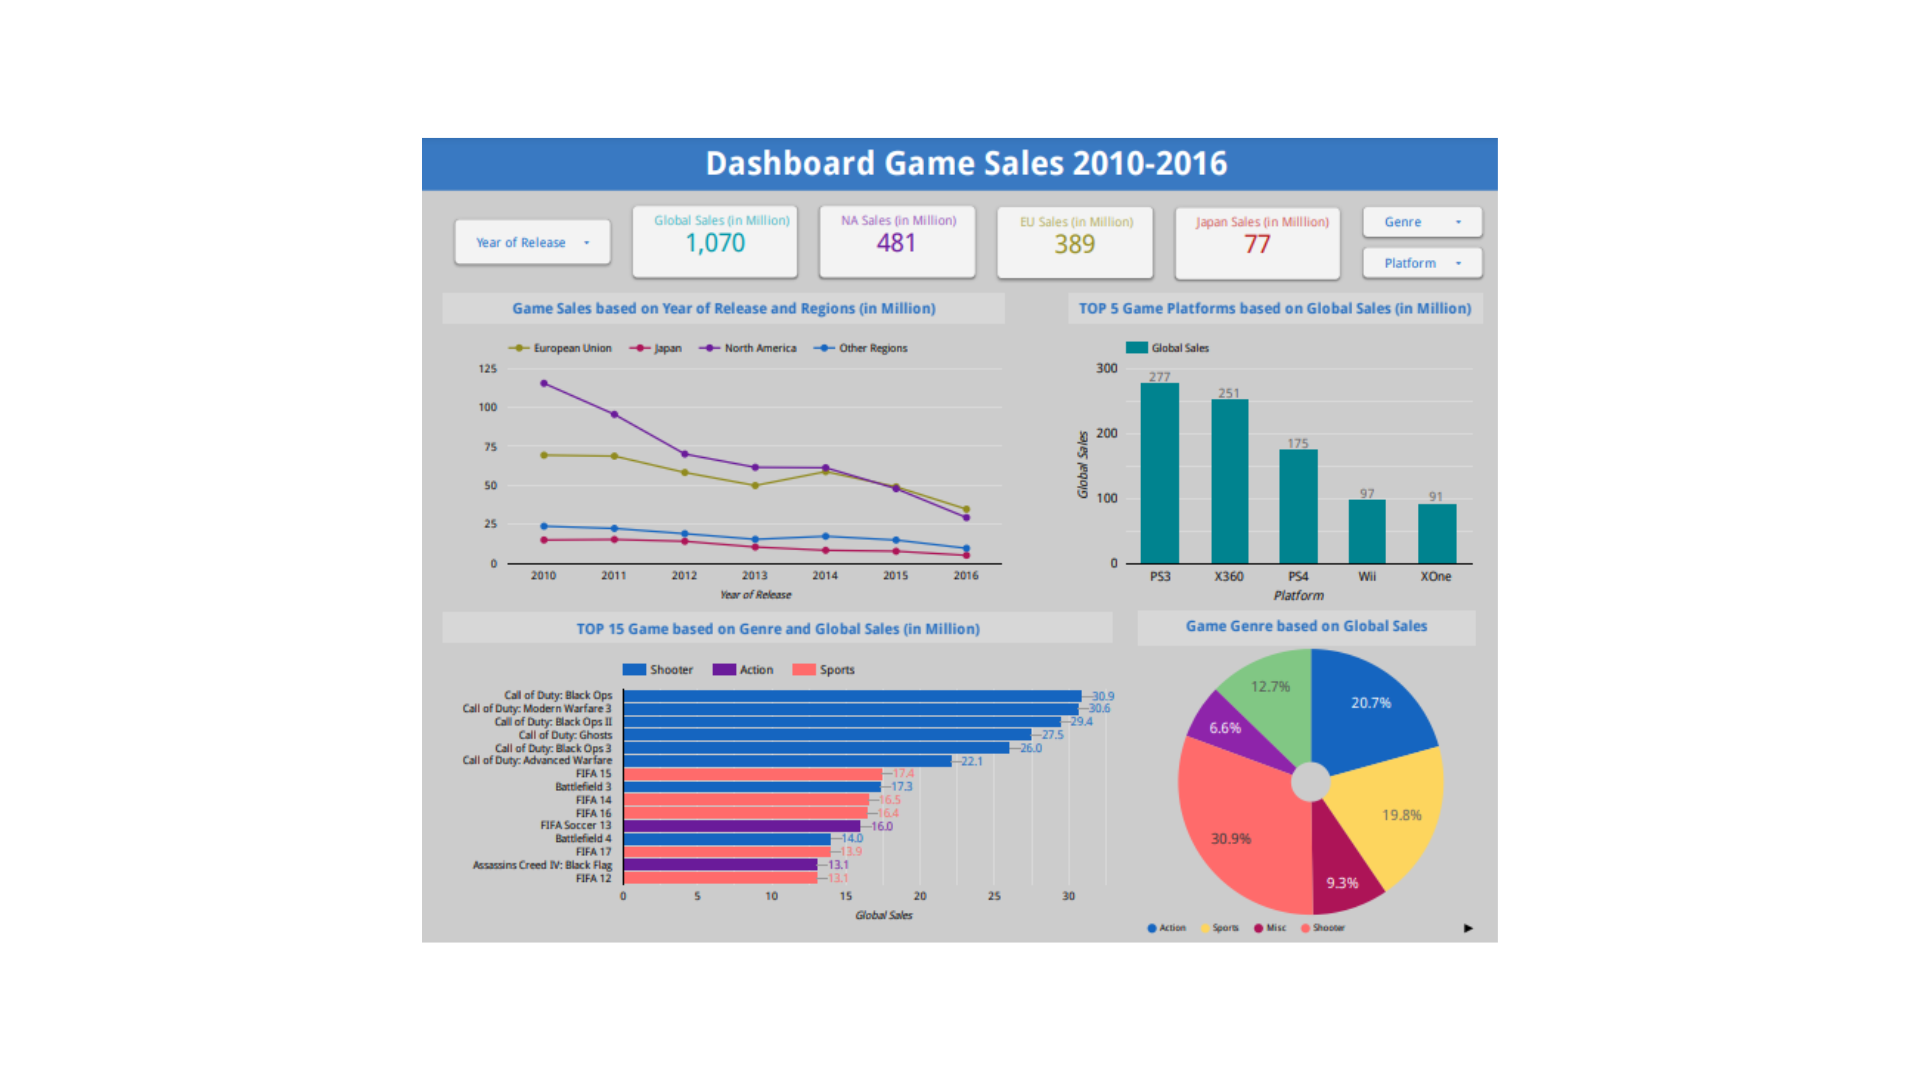 Dashboard Game Sales 2010-2016
Year of Release
Global Sales (in Million)
1,070
NA Sales (in Million)
481
EU Sales (in Million)
389
Japan Sales (in Milllion)
77
Genre
Platform
Game Sales based on Year of Release and Regions (in Million)
European Union Japan North America Other Regions
125
100
75
50
25
0
2010 2011 2012 2013 2014 2015 2016
Year of Release
TOP 5 Game Platforms based on Global Sales (in Million)
Global Sales
300
200
100
0
Global Sales
277 251 175 97 91
PS3 X360 PS4 Wii XOne
Platform
TOP 15 Game based on Genre and Global Sales (in Million)
Shooter Action Sports
Call of Duty: Black Ops 30.9
Call of Duty: Modern Warfare 3 30.6
Call of Duty: Black Ops II 29.4
Call of Duty: Ghosts 27.5
Call of Duty: Black Ops 3 26.0
Call of Duty: Advanced Warfare 22.1
FIFA 15 17.4
Battlefield 3 17.3
FIFA 14 16.5
FIFA 16 16.4
FIFA Soccer 13 16.0
Battlefield 4 14.0
FIFA 17 13.9
Assassins Creed IV: Black Flag 13.1
FIFA 12 13.1
0 5 10 15 20 25 30
Global Sales
Game Genre based on Global Sales
12.7%
20.7%
6.6%
19.8%
30.9%
9.3%
Action Sports Misc Shooter